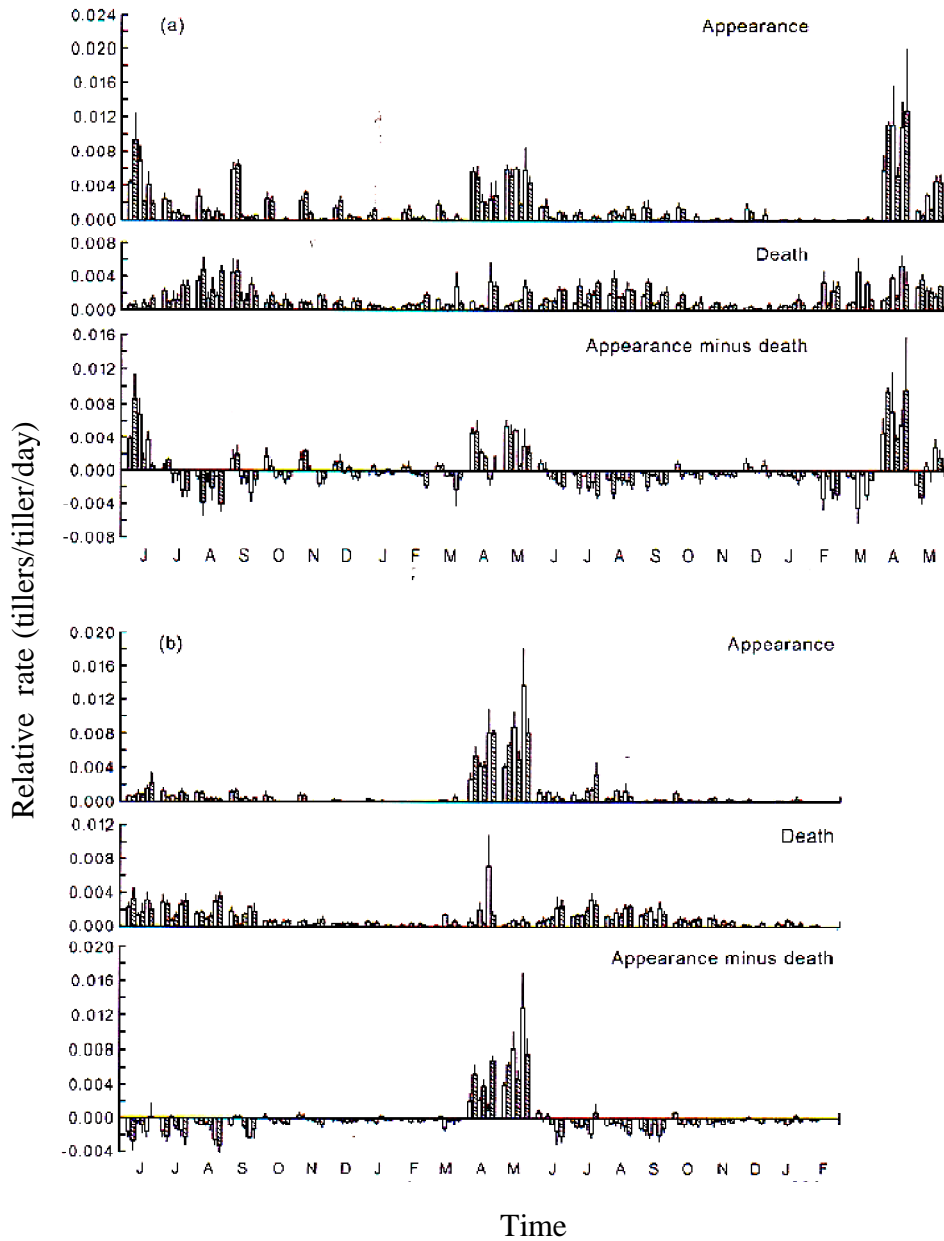 (a)
Appearance
0.024
0.020
0.016
0.012
0.008
0.004
0.000
Death
0.008
0.004
0.000
Appearance minus death
0.016
0.012
0.008
0.004
0.000
-0.004
-0.008
J J A S O N D J F M A M J J A S O N D J F M A M
Relative rate (tillers/tiller/day)
(b)
Appearance
0.020
0.016
0.012
0.008
0.004
0.000
Death
0.012
0.008
0.004
0.000
Appearance minus death
0.020
0.016
0.012
0.008
0.004
0.000
-0.004
J J A S O N D J F M A M J J A S O N D J F
Time